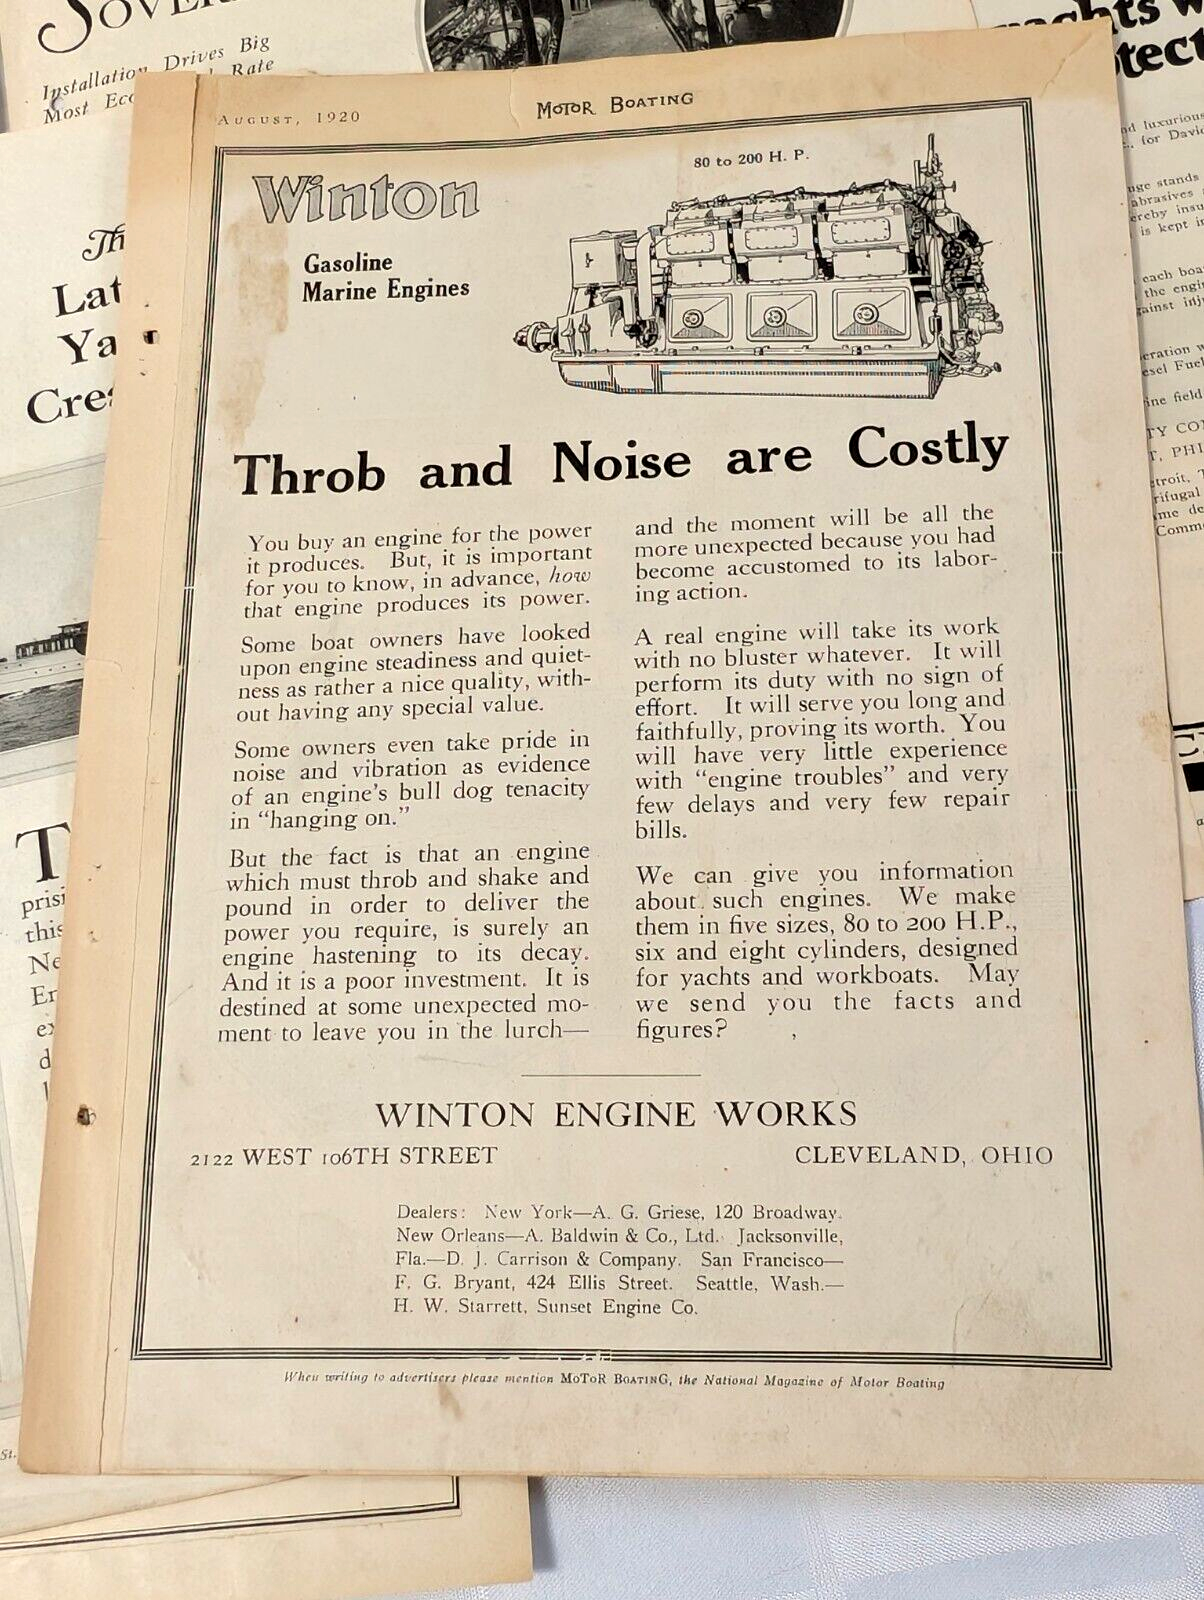 Installation Drives Big
Rate
Most
AUGUST, 1920
MOTOR BOATING
80 to 200 H. P.
Winton
Gasoline
Marine Engines
Throb and Noise are Costly
You buy an engine for the power
it produces. But, it is important
for you to know, in advance, how
that engine produces its power.
Some boat owners have looked
upon engine steadiness and quiet-
ness as rather a nice quality, with-
out having any special value.
Some owners even take pride in
noise and vibration as evidence
of an engine's bull dog tenacity
in "hanging on."
But the fact is that an engine
which must throb and shake and
pound in order to deliver the
power you require, is surely an
engine hastening to its decay.
And it is a poor investment. It is
destined at some unexpected mo-
ment to leave you in the lurch—
and the moment will be all the
more unexpected because you had
become accustomed to its labor-
ing action.
A real engine will take its work
with no bluster whatever. It will
perform its duty with no sign of
effort. It will serve you long and
faithfully, proving its worth. You
will have very little experience
with "engine troubles" and very
few delays and very few repair
bills.
We can give you information
about such engines. We make
them in five sizes, 80 to 200 H.P.,
six and eight cylinders, designed
for yachts and workboats. May
we send you the facts and
figures?
WINTON ENGINE WORKS
2122 WEST 106TH STREET
CLEVELAND, OHIO
Dealers: New York—A. G. Griese, 120 Broadway.
New Orleans—A. Baldwin & Co., Ltd. Jacksonville,
Fla.—D. J. Carrison & Company. San Francisco—
F. G. Bryant, 424 Ellis Street. Seattle, Wash.—
H. W. Starrett, Sunset Engine Co.
When writing to advertisers please mention MOTOR BOATING, the National Magazine of Motor Boating